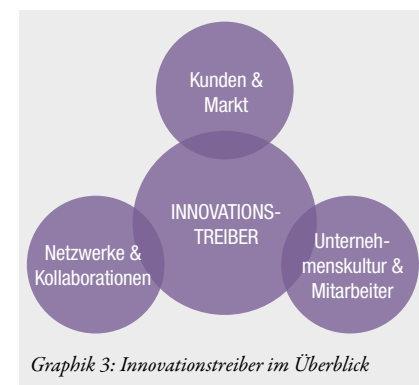 Kunden &
Markt
INNOVATIONS-
TREIBER
Netzwerke &
Kollaborationen
Unterneh-
menskultur &
Mitarbeiter
Graphik 3: Innovationstreiber im Überblick